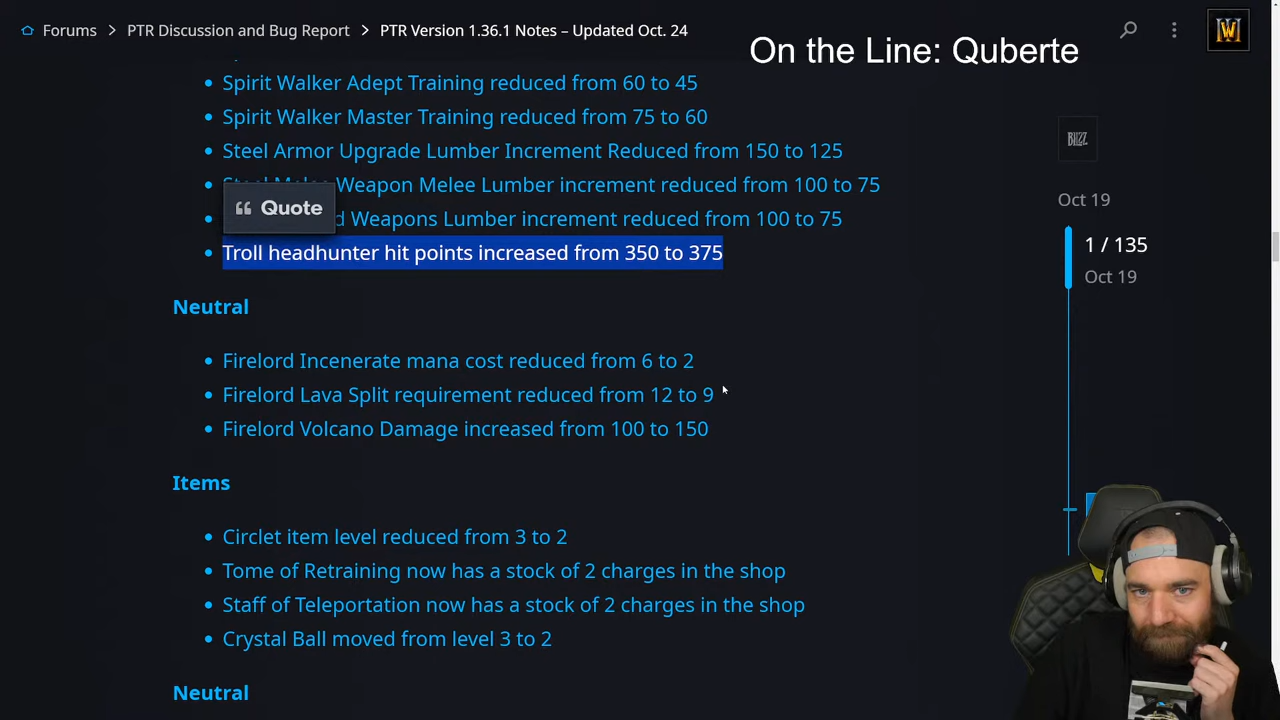 Forums
PTR Discussion and Bug Report
PTR Version 1.36.1 Notes – Updated Oct. 24
On the Line: Quberte
Spirit Walker Adept Training reduced from 60 to 45
Spirit Walker Master Training reduced from 75 to 60
Steel Armor Upgrade Lumber Increment Reduced from 150 to 125
Weapon Melee Lumber increment reduced from 100 to 75
Quote
Weapons Lumber increment reduced from 100 to 75
Troll headhunter hit points increased from 350 to 375
Neutral
Firelord Incenerate mana cost reduced from 6 to 2
Firelord Lava Split requirement reduced from 12 to 9
Firelord Volcano Damage increased from 100 to 150
Items
Circlet item level reduced from 3 to 2
Tome of Retraining now has a stock of 2 charges in the shop
Staff of Teleportation now has a stock of 2 charges in the shop
Crystal Ball moved from level 3 to 2
Neutral
BLIZZ
Oct 19
1 / 135
Oct 19